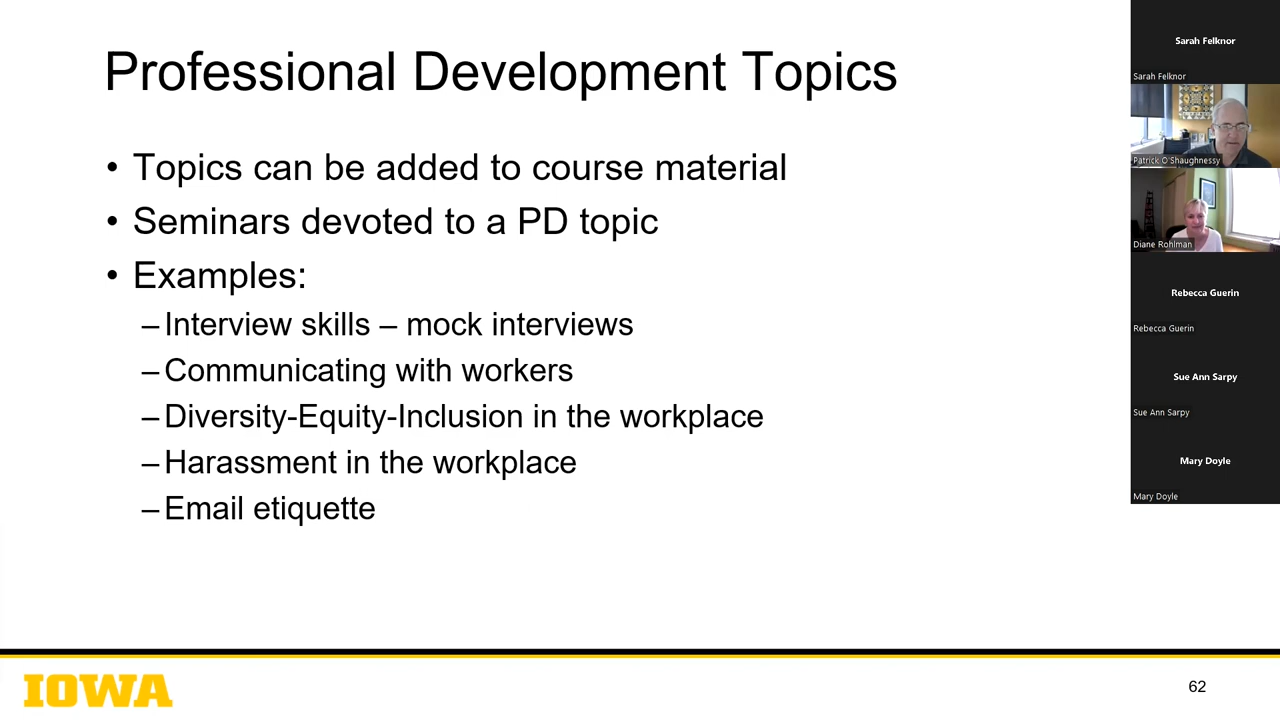 Professional Development Topics
• Topics can be added to course material
• Seminars devoted to a PD topic
• Examples:
– Interview skills – mock interviews
– Communicating with workers
– Diversity-Equity-Inclusion in the workplace
– Harassment in the workplace
– Email etiquette
IOWA
62
Sarah Felknor
Sarah Felknor
Patrick O'Shaughnessy
Diane Rohlman
Rebecca Guerin
Rebecca Guerin
Sue Ann Sarpy
Sue Ann Sarpy
Mary Doyle
Mary Doyle